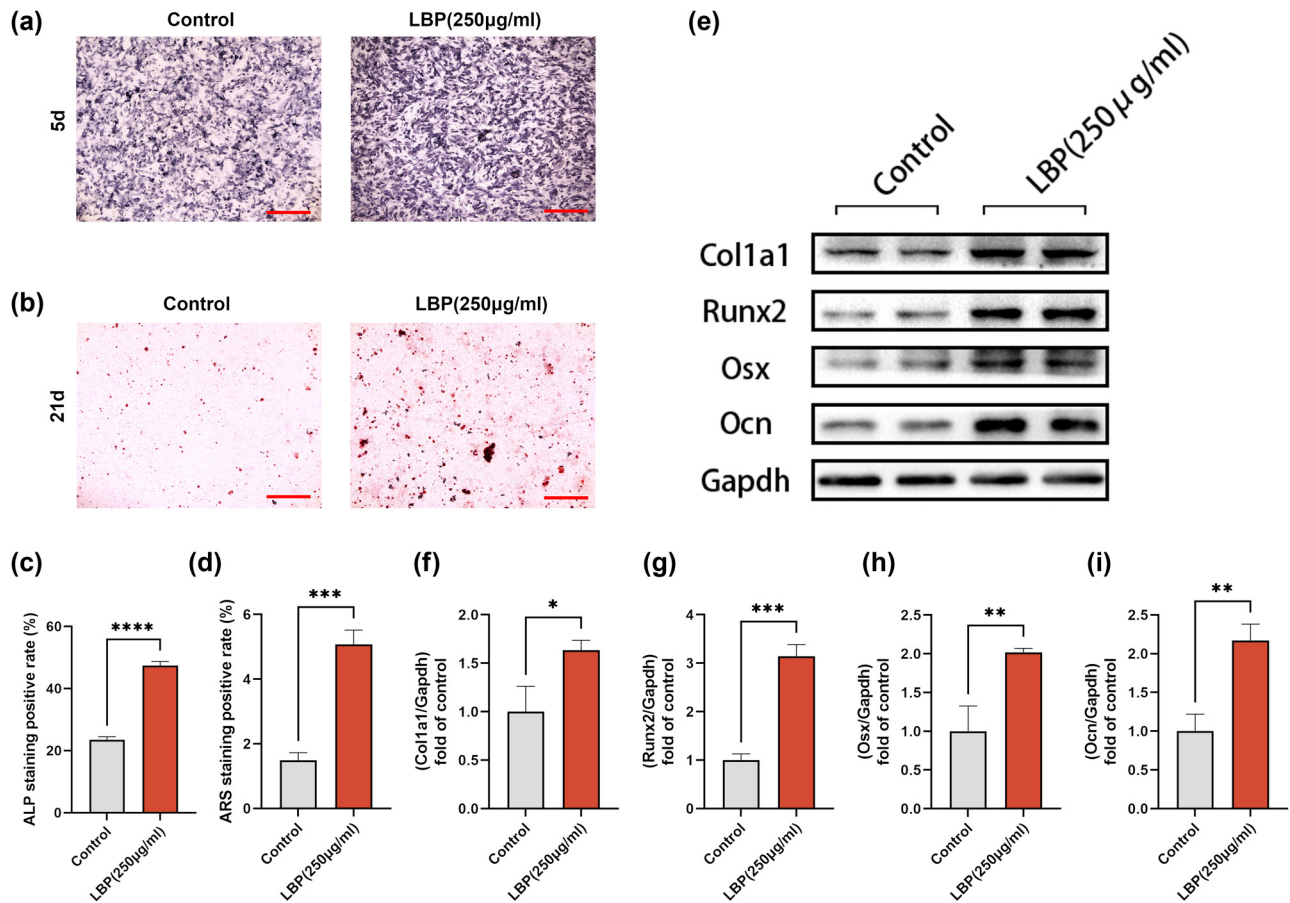 (a)
Control
LBP(250μg/ml)
5d
(b)
Control
LBP(250μg/ml)
21d
(e)
Control
LBP(250μg/ml)
Col1a1
Runx2
Osx
Ocn
Gapdh
(c)
ALP staining positive rate (%)
60
40
20
0
****
Control
LBP(250μg/ml)
(d)
ARS staining positive rate (%)
6
4
2
0
***
Control
LBP(250μg/ml)
(f)
(Col1a1/Gapdh)
fold of control
2.0
1.5
1.0
0.5
0.0
*
Control
LBP(250μg/ml)
(g)
(Runx2/Gapdh)
fold of control
4
3
2
1
0
***
Control
LBP(250μg/ml)
(h)
(Osx/Gapdh)
fold of control
2.5
2.0
1.5
1.0
0.5
0.0
**
Control
LBP(250μg/ml)
(i)
(Ocn/Gapdh)
fold of control
2.5
2.0
1.5
1.0
0.5
0.0
**
Control
LBP(250μg/ml)